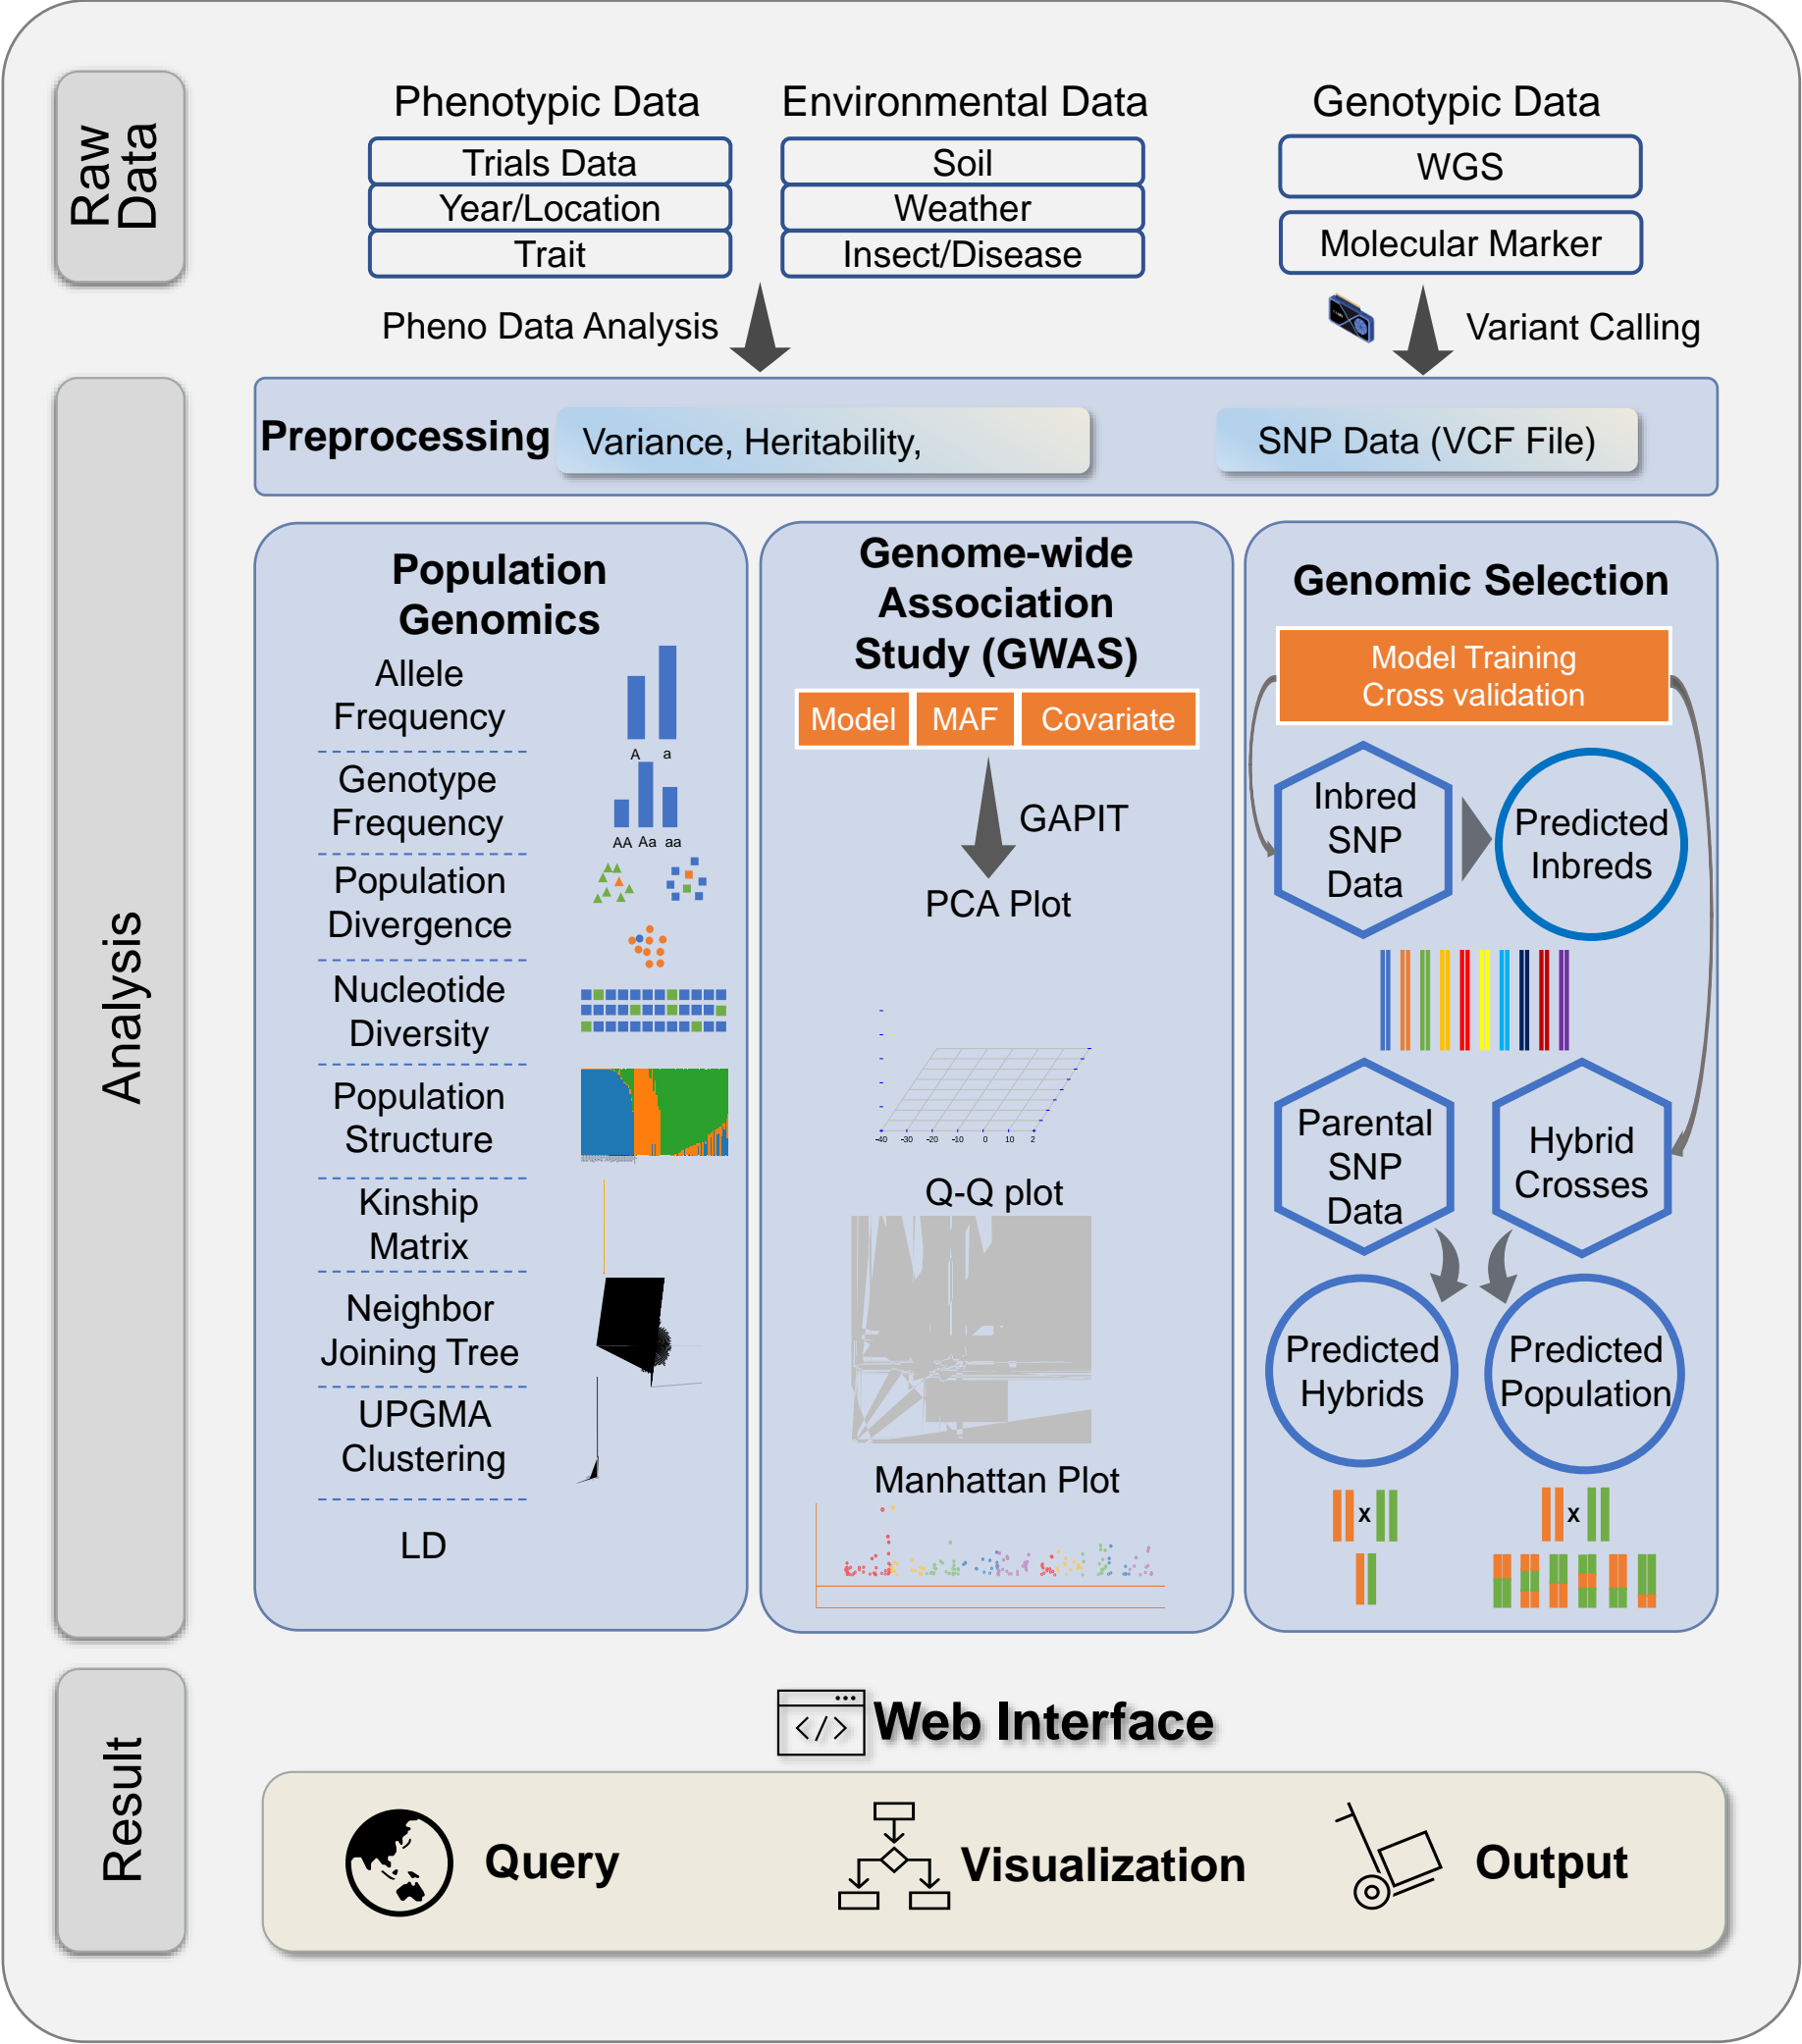 Raw
Data
Phenotypic Data
Trials Data
Year/Location
Trait
Environmental Data
Soil
Weather
Insect/Disease
Genotypic Data
WGS
Molecular Marker
Pheno Data Analysis
Variant Calling
Analysis
Preprocessing
Variance, Heritability,
SNP Data (VCF File)
Population
Genomics
Allele
Frequency
A a
Genotype
Frequency
AA Aa aa
Population
Divergence
Nucleotide
Diversity
Population
Structure
Kinship
Matrix
Neighbor
Joining Tree
UPGMA
Clustering
LD
Genome-wide
Association
Study (GWAS)
Model MAF Covariate
GAPIT
PCA Plot
-40 -30 -20 -10 0 10 2
Q-Q plot
Manhattan Plot
Genomic Selection
Model Training
Cross validation
Inbred
SNP
Data
Predicted
Inbreds
Parental
SNP
Data
Hybrid
Crosses
Predicted
Hybrids
Predicted
Population
x
x
Result
</> Web Interface
Query
Visualization
Output